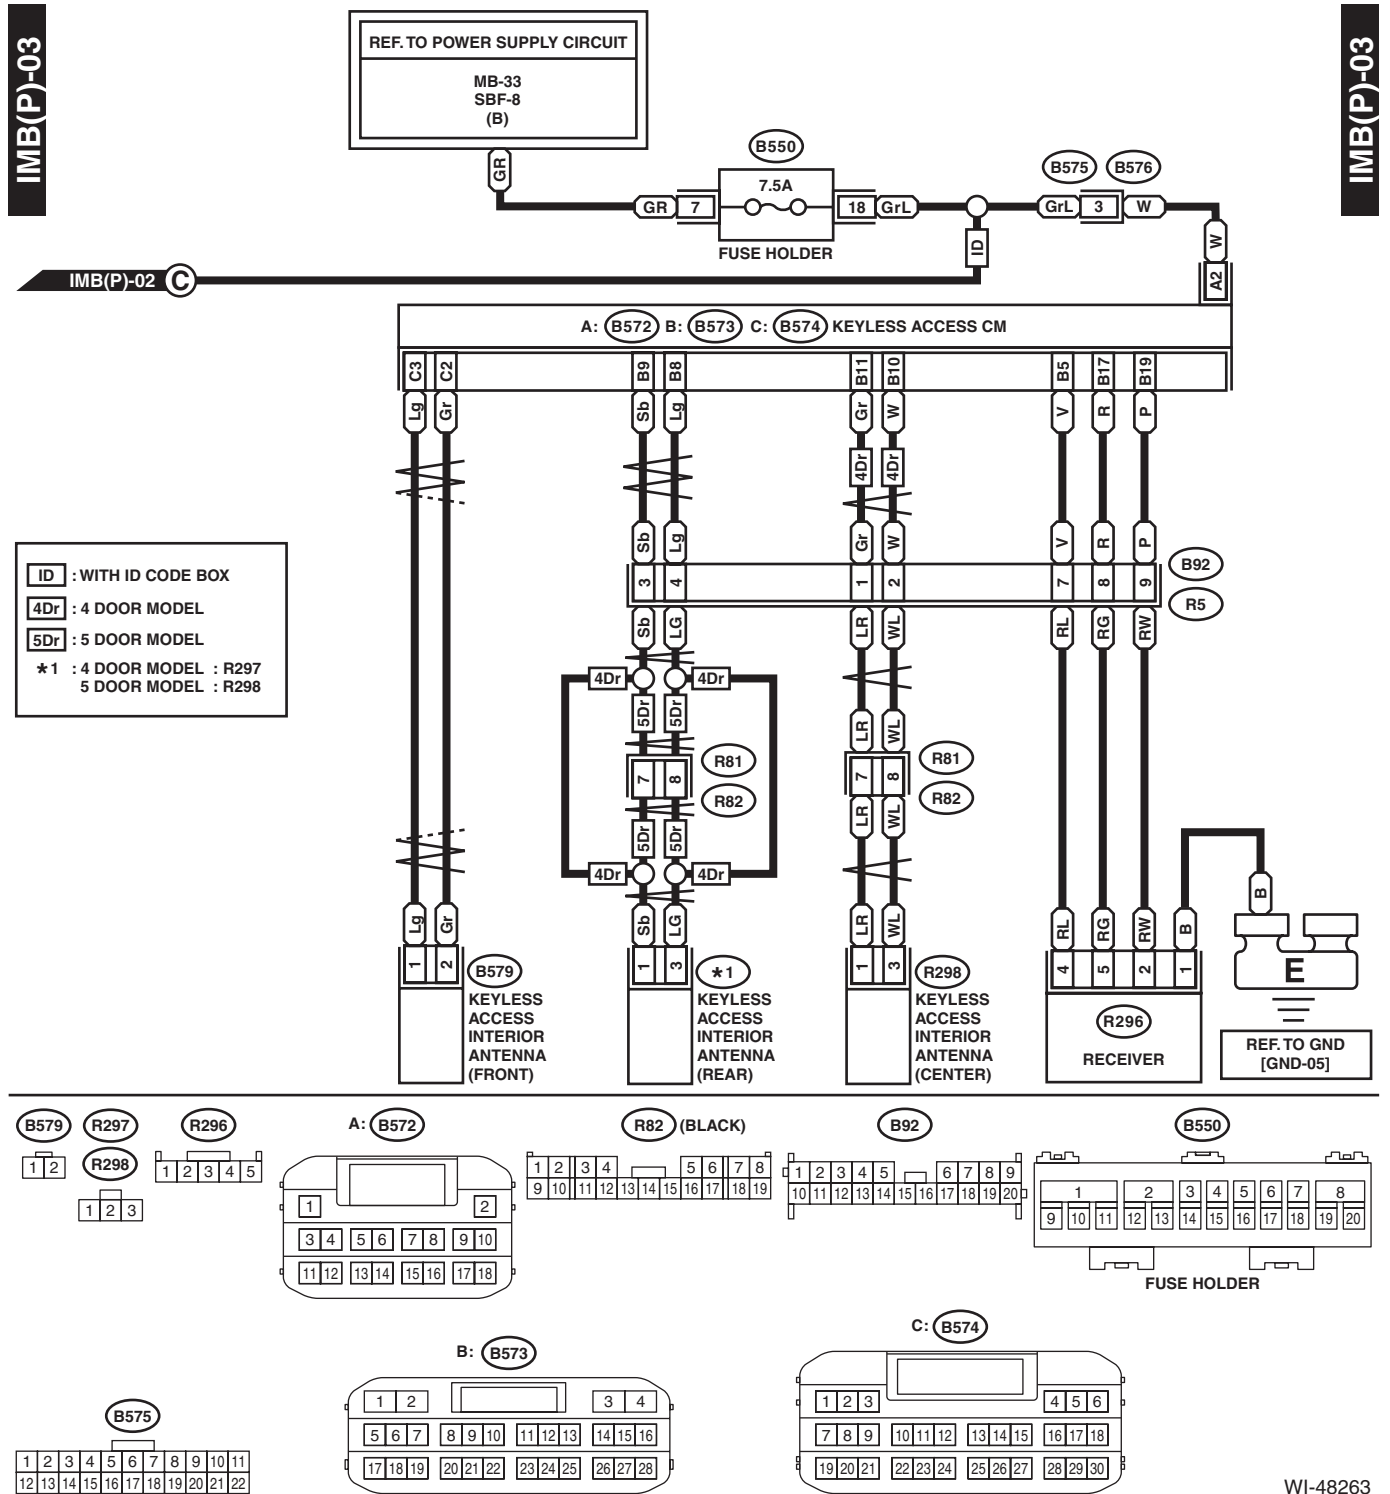 IMB(P)-03
IMB(P)-03
REF. TO POWER SUPPLY CIRCUIT
MB-33
SBF-8
(B)
GR
B550
7.5A
GR 7
18 GrL
FUSE HOLDER
B575 B576
GrL 3 W
W
A2
ID
IMB(P)-02 C
A: B572 B: B573 C: B574 KEYLESS ACCESS CM
C3 C2 B9 B8 B11 B10 B5 B17 B19
Lg Gr Sb Lg Gr W V R P
4Dr 4Dr
Sb Lg Gr W V R P
3 4 1 2 7 8 9
B92
R5
Sb LG LR WL RL RG RW
ID : WITH ID CODE BOX
4Dr : 4 DOOR MODEL
5Dr : 5 DOOR MODEL
*1 : 4 DOOR MODEL : R297
5 DOOR MODEL : R298
4Dr 4Dr
5Dr 5Dr
LR WL
7 8
R81
R82
7 8
R81
R82
LR WL
5Dr 5Dr
4Dr 4Dr
B
Lg Gr Sb LG LR WL RL RG RW B
1 2 1 3 1 3 4 5 2 1
B579
KEYLESS
ACCESS
INTERIOR
ANTENNA
(FRONT)
*1
KEYLESS
ACCESS
INTERIOR
ANTENNA
(REAR)
R298
KEYLESS
ACCESS
INTERIOR
ANTENNA
(CENTER)
R296
RECEIVER
E
REF. TO GND
[GND-05]
B579
1 2
R297
R298
1 2 3
R296
1 2 3 4 5
A: B572
1 2
3 4 5 6 7 8 9 10
11 12 13 14 15 16 17 18
R82 (BLACK)
1 2 3 4 5 6 7 8
9 10 11 12 13 14 15 16 17 18 19
B92
1 2 3 4 5 6 7 8 9
10 11 12 13 14 15 16 17 18 19 20
B550
1 2 3 4 5 6 7 8
9 10 11 12 13 14 15 16 17 18 19 20
FUSE HOLDER
B575
1 2 3 4 5 6 7 8 9 10 11
12 13 14 15 16 17 18 19 20 21 22
B: B573
1 2 3 4
5 6 7 8 9 10 11 12 13 14 15 16
17 18 19 20 21 22 23 24 25 26 27 28
C: B574
1 2 3 4 5 6
7 8 9 10 11 12 13 14 15 16 17 18
19 20 21 22 23 24 25 26 27 28 29 30
WI-48263